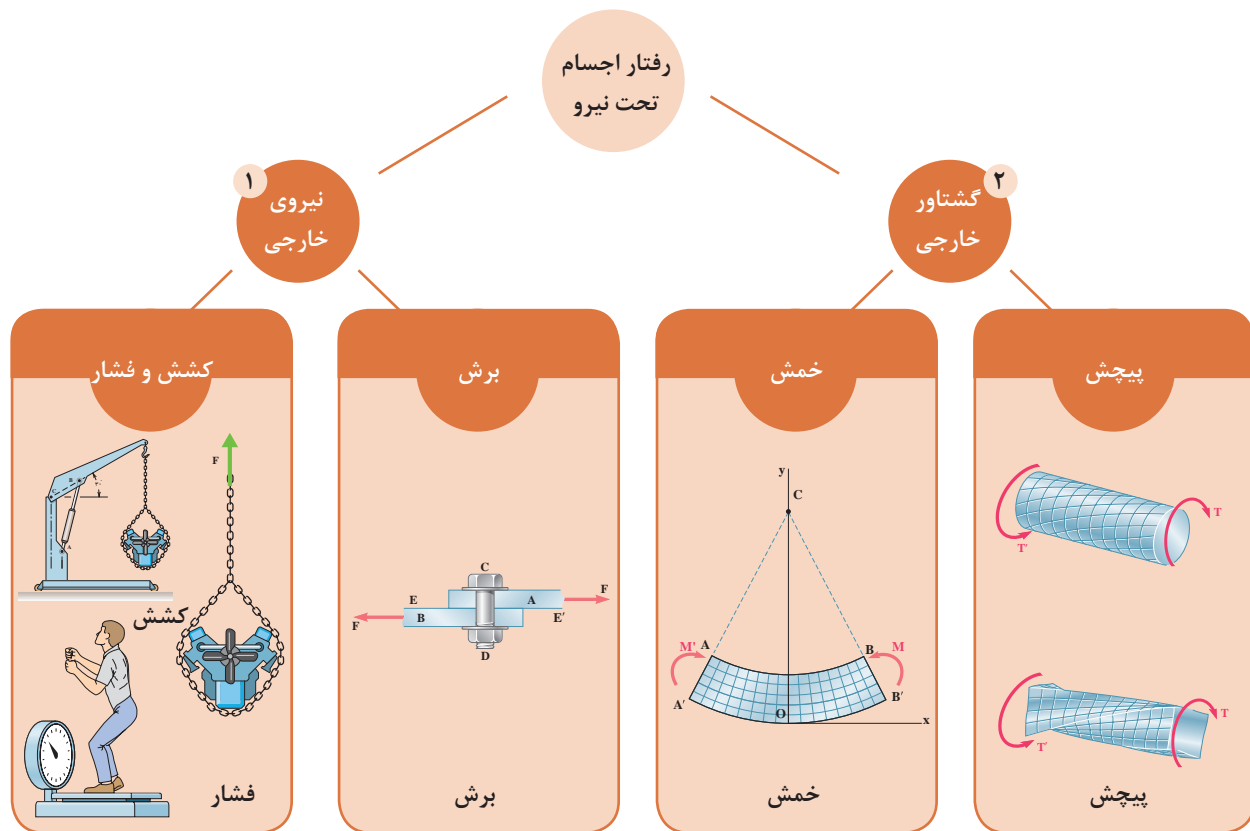 رفتار اجسام
تحت نیرو
۲
گشتاور
خارجی
۱
نیروی
خارجی
پیچش
T
T′
T
T′
پیچش
خمش
y
C
M'
A
B
M
A′
O
B′
x
خمش
برش
C
E
A
F
F
B
E′
D
برش
کشش و فشار
F
B
C
A
کشش
فشار